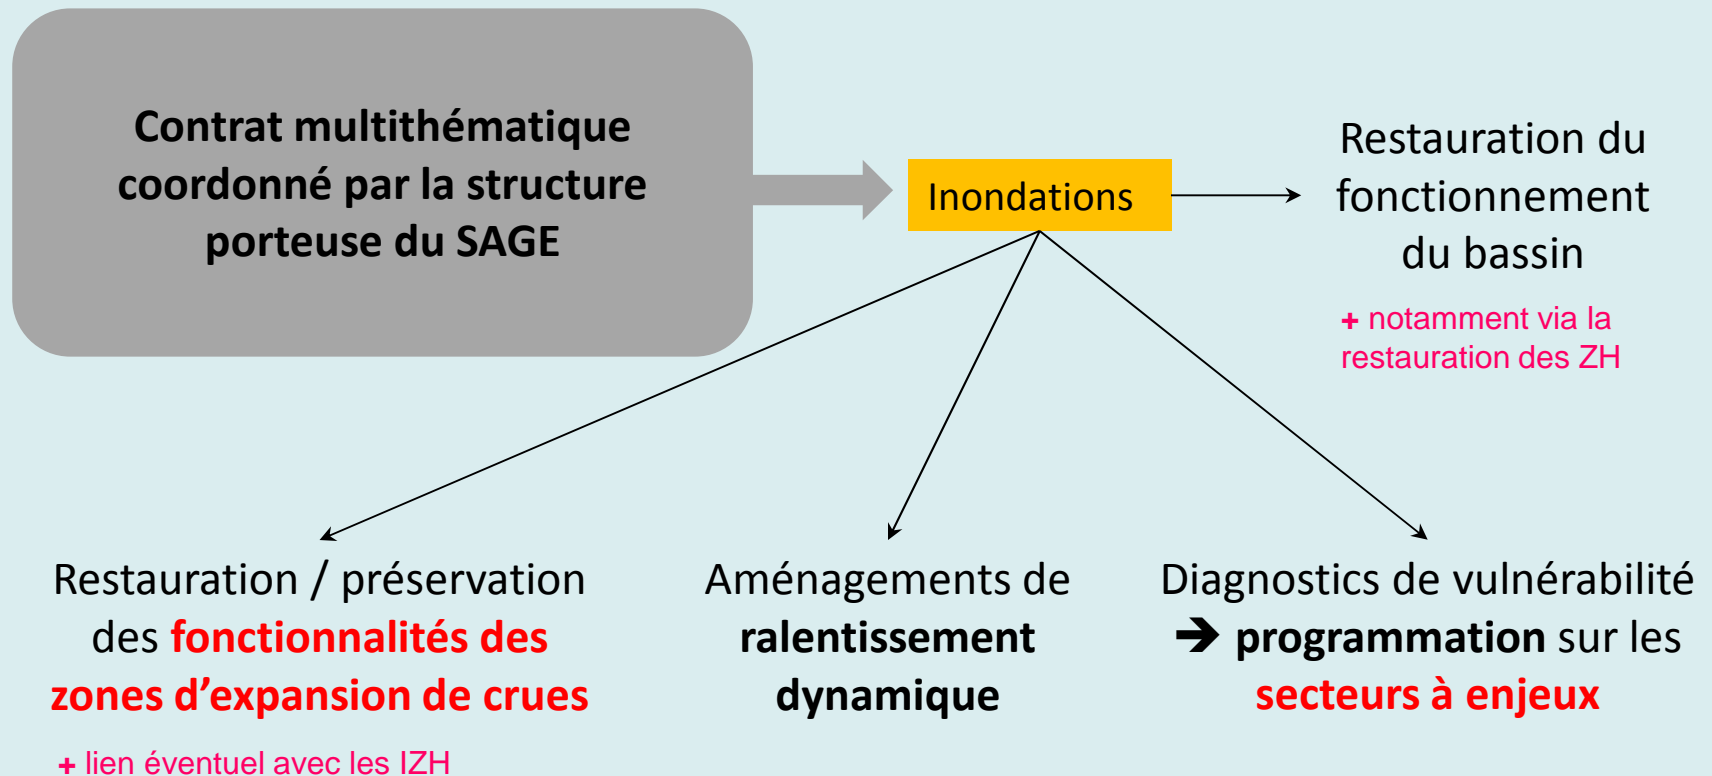 Contrat multithématique
coordonné par la structure
porteuse du SAGE
Inondations
Restauration du
fonctionnement
du bassin
+ notamment via la
restauration des ZH
Restauration / préservation
des fonctionnalités des
zones d’expansion de crues
+ lien éventuel avec les IZH
Aménagements de
ralentissement
dynamique
Diagnostics de vulnérabilité
➔ programmation sur les
secteurs à enjeux